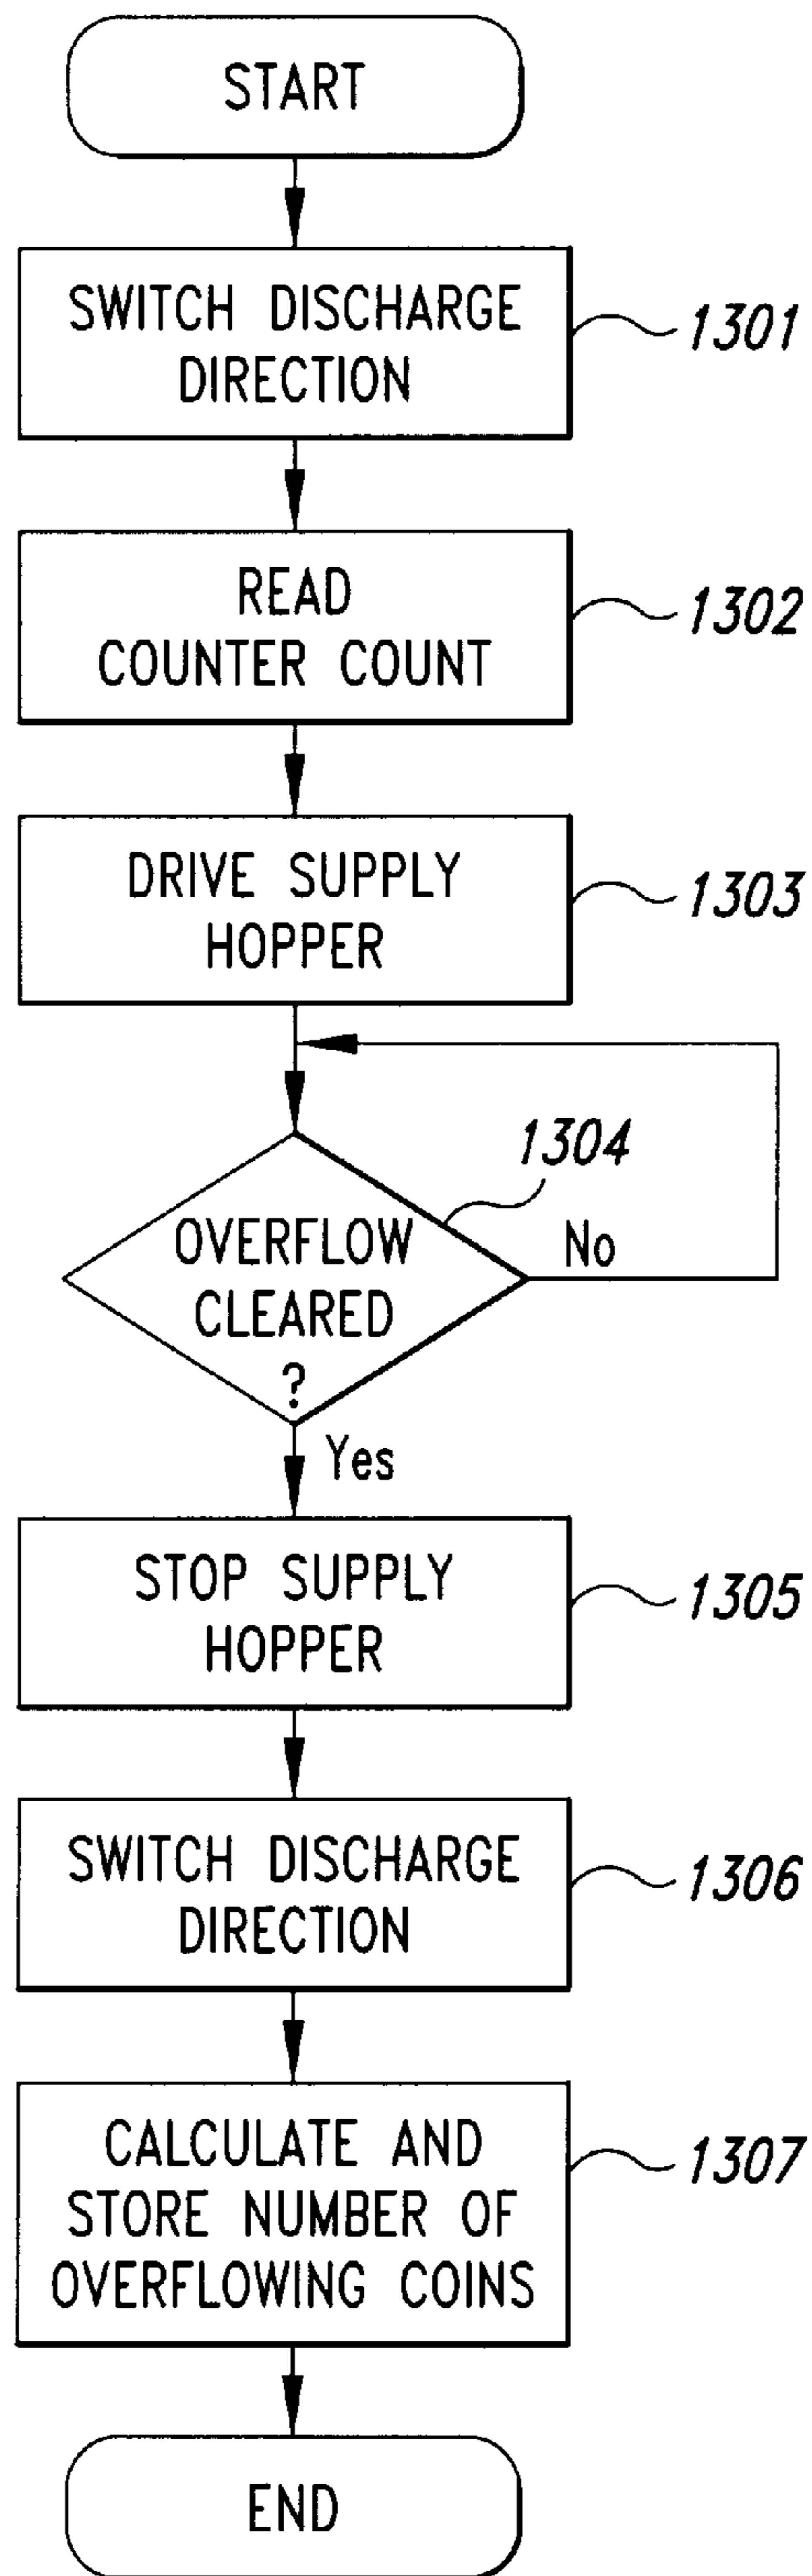 START
SWITCH DISCHARGE
DIRECTION
1301
READ
COUNTER COUNT
1302
DRIVE SUPPLY
HOPPER
1303
1304
OVERFLOW
CLEARED
?
No
Yes
STOP SUPPLY
HOPPER
1305
SWITCH DISCHARGE
DIRECTION
1306
CALCULATE AND
STORE NUMBER OF
OVERFLOWING COINS
1307
END